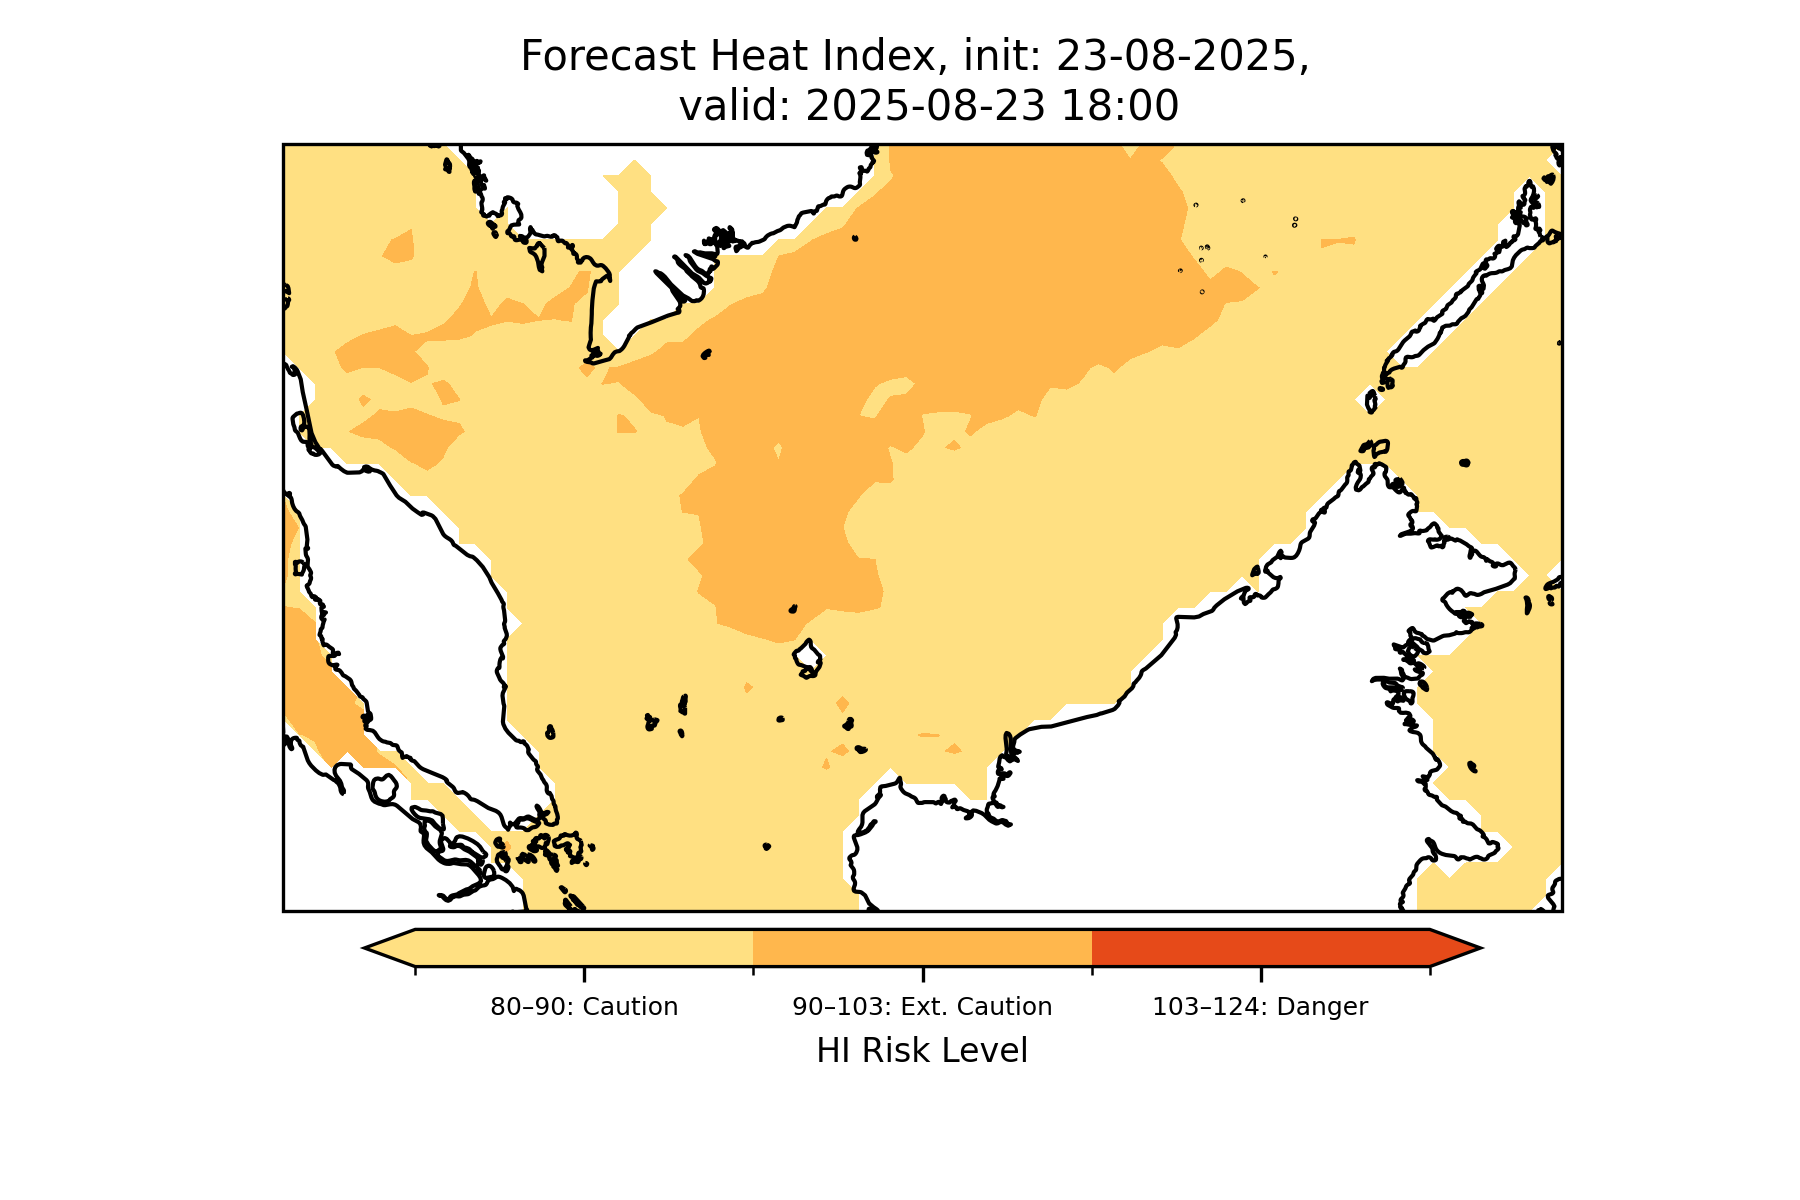 Forecast Heat Index, init: 23-08-2025,
valid: 2025-08-23 18:00
80–90: Caution
90–103: Ext. Caution
103–124: Danger
HI Risk Level